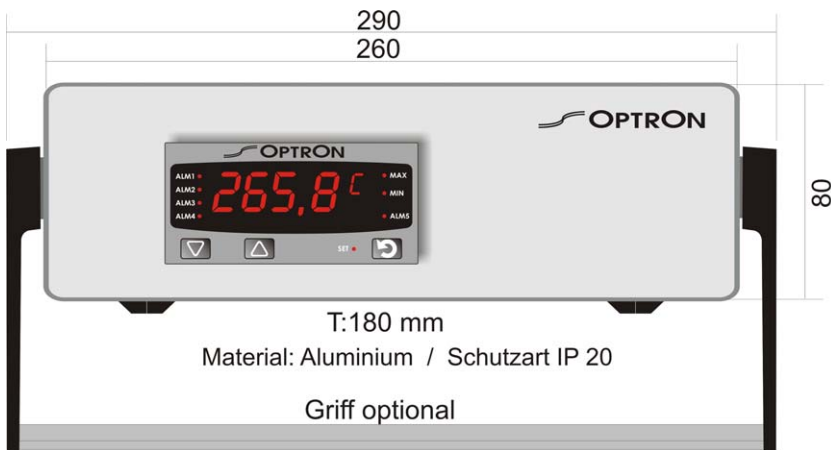 290
260
OPTRON
OPTRON
ALM1
ALM2
ALM3
ALM4
265,8 C
MAX
MIN
ALM5
SET
80
T:180 mm
Material: Aluminium / Schutzart IP 20
Griff optional